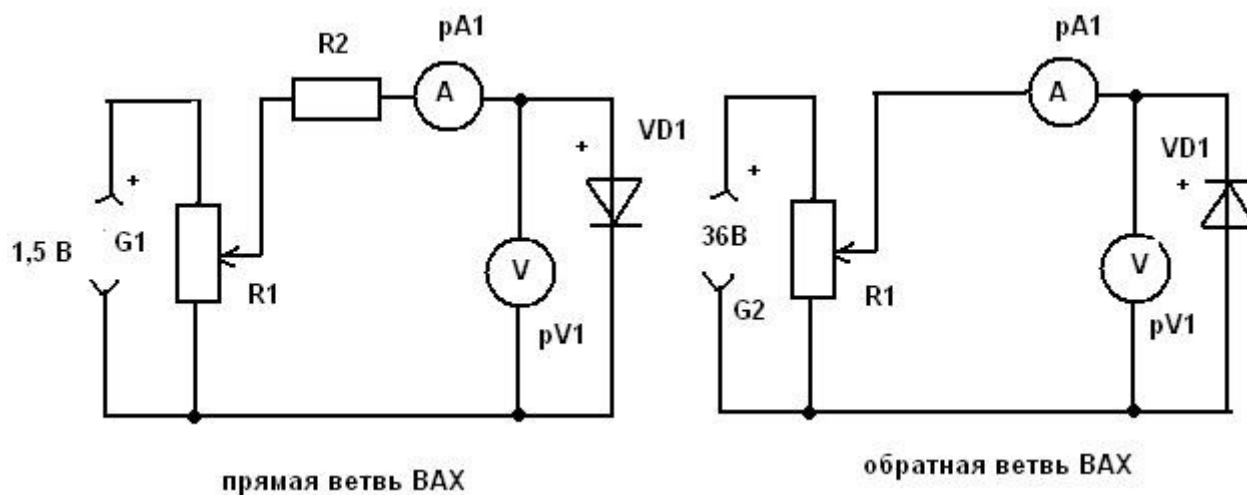 pA1
R2
A
VD1
+
+
1,5 В
G1
R1
V
pV1
прямая ветвь ВАХ
pA1
A
VD1
+
+
36В
G2
R1
V
pV1
обратная ветвь ВАХ